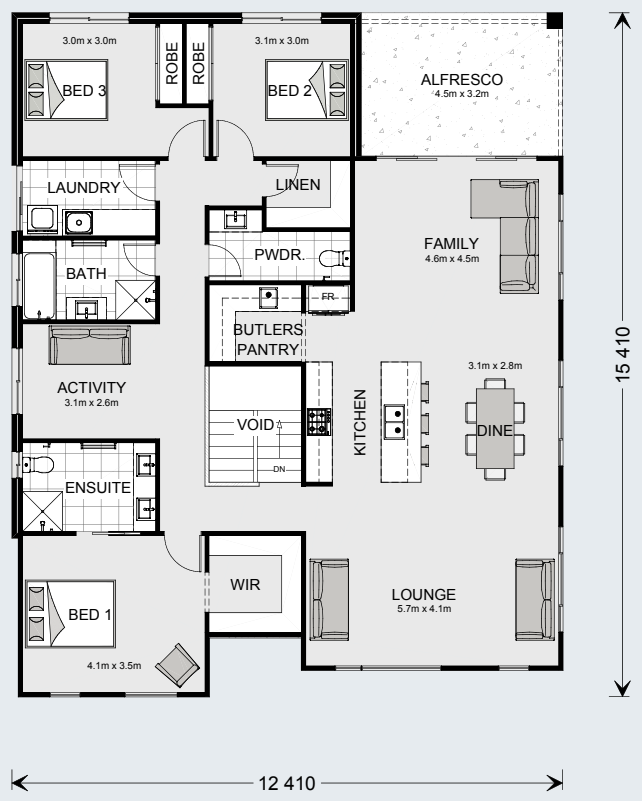 3.0m x 3.0m
BED 3
ROBE
ROBE
3.1m x 3.0m
BED 2
ALFRESCO
4.5m x 3.2m
LAUNDRY
LINEN
BATH
PWDR.
FAMILY
4.6m x 4.5m
FR
BUTLERS
PANTRY
15 410
ACTIVITY
3.1m x 2.6m
3.1m x 2.8m
VOID
KITCHEN
DINE
DN
ENSUITE
WIR
LOUNGE
5.7m x 4.1m
BED 1
4.1m x 3.5m
12 410